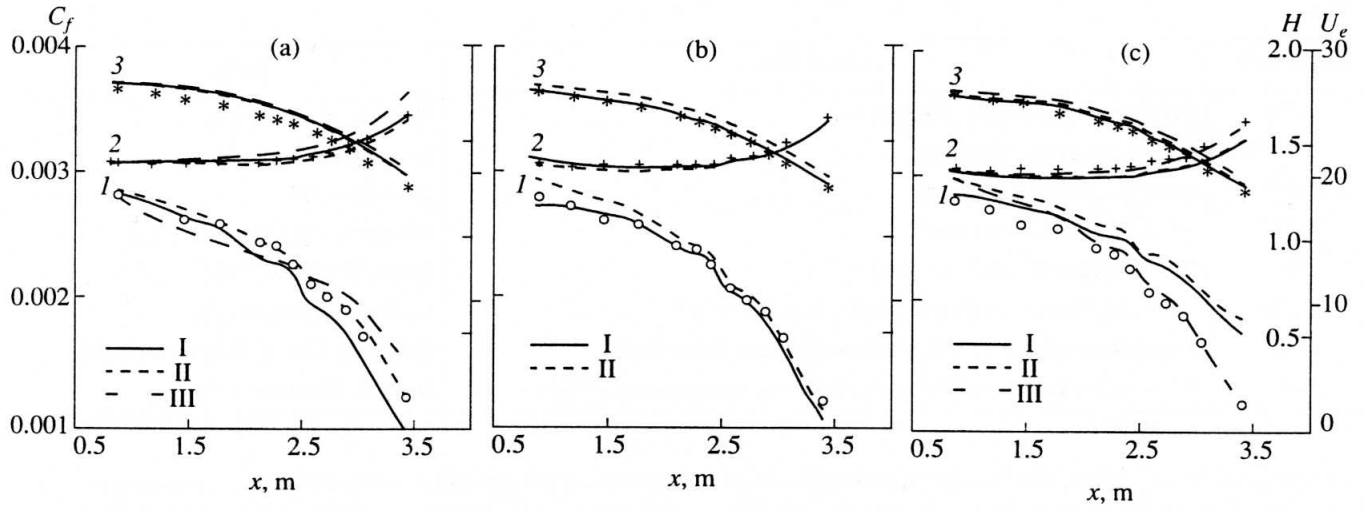 C_f H U_e
0.004 (a) (b) (c) 2.0 30
3 3 3
2 2 2
0.003 1.5 20
1 1 1
1.0
0.002 10
I I I 0.5
II II II
III III
0.001 0
0.5 1.5 2.5 3.5 0.5 1.5 2.5 3.5 0.5 1.5 2.5 3.5
x, m x, m x, m